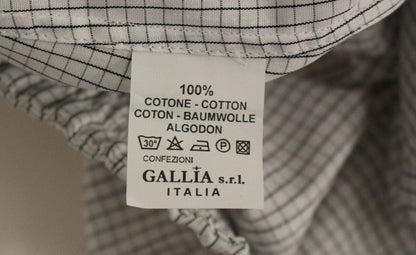 100%
COTONE - COTTON
COTON - BAUMWOLLE
ALGODON
30° P
CONFEZIONI
GALLIA s.r.l.
ITALIA